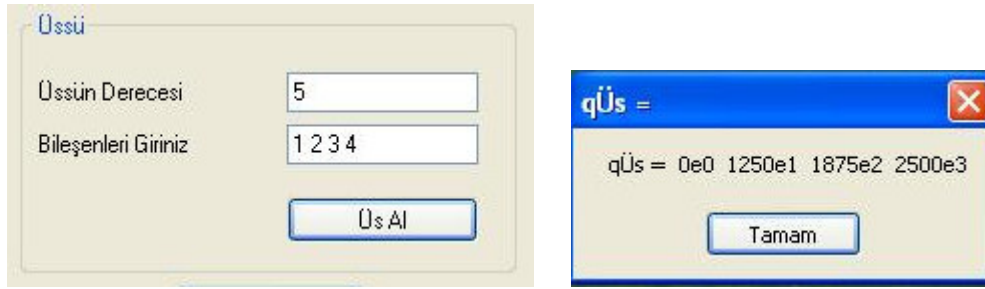 Üssü
Üssün Derecesi
5
Bileşenleri Giriniz
1 2 3 4
Üs Al
qÜs =
qÜs = 0e0 1250e1 1875e2 2500e3
Tamam